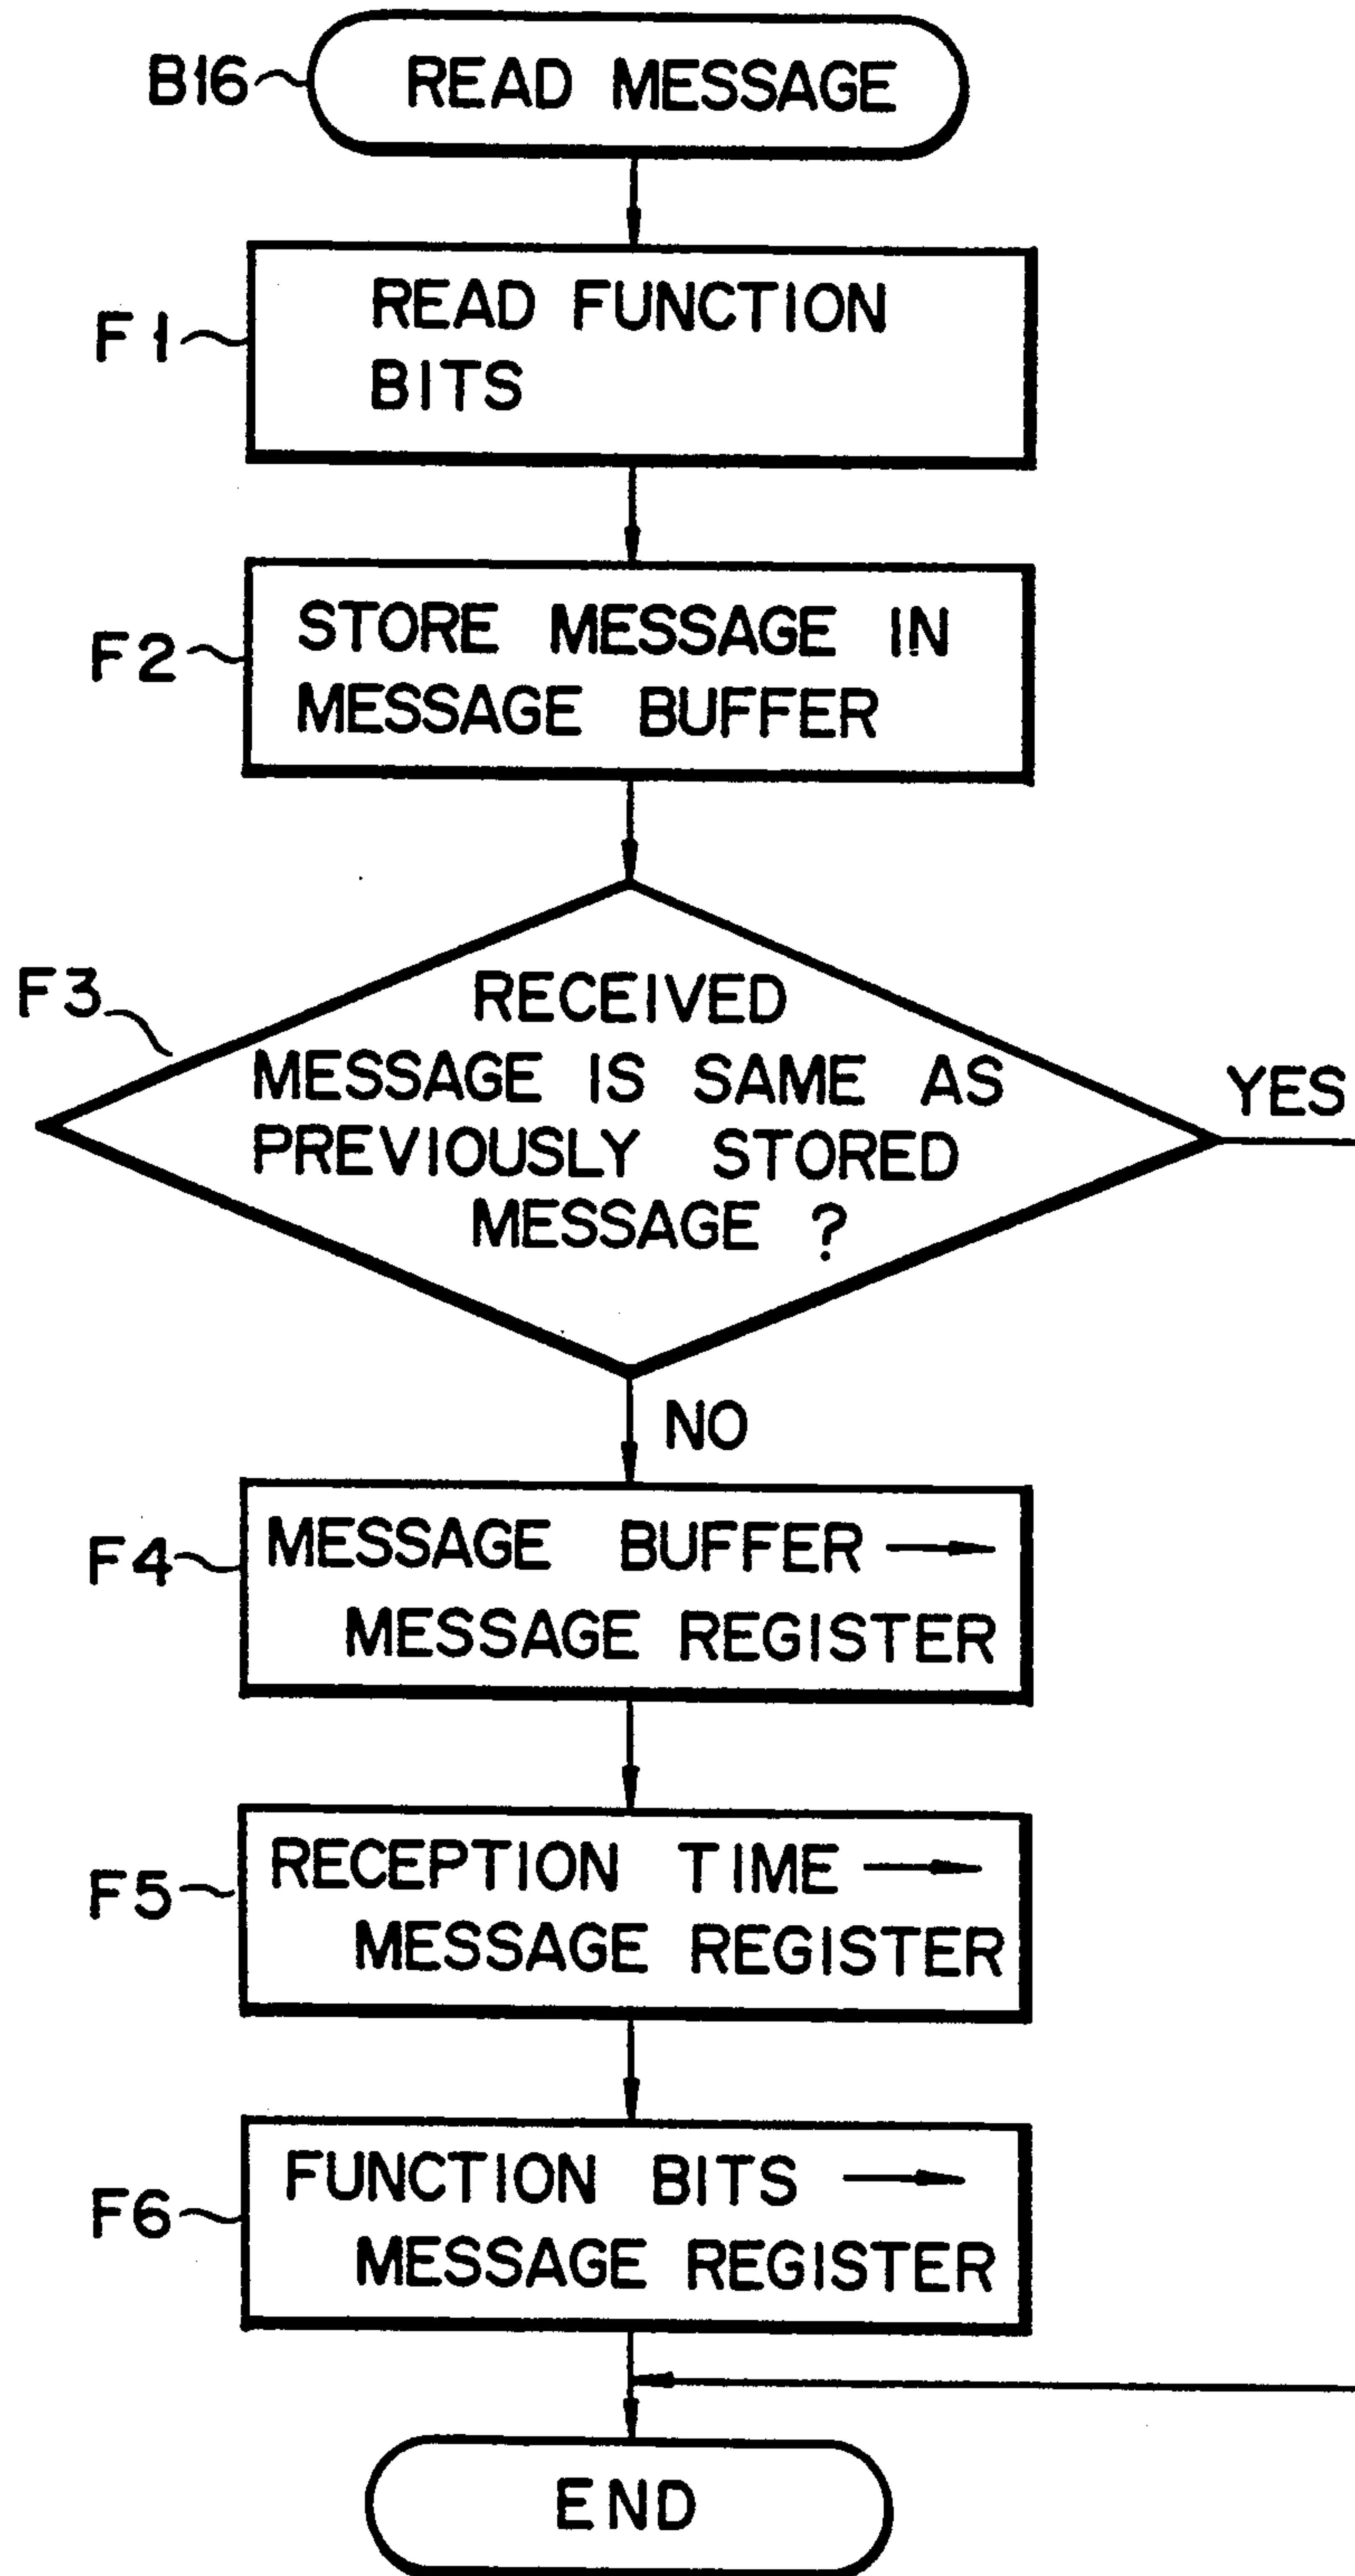 B16 READ MESSAGE
F1 READ FUNCTION
BITS
F2 STORE MESSAGE IN
MESSAGE BUFFER
F3 RECEIVED
MESSAGE IS SAME AS
PREVIOUSLY STORED
MESSAGE ?
YES
NO
F4 MESSAGE BUFFER →
MESSAGE REGISTER
F5 RECEPTION TIME →
MESSAGE REGISTER
F6 FUNCTION BITS →
MESSAGE REGISTER
END